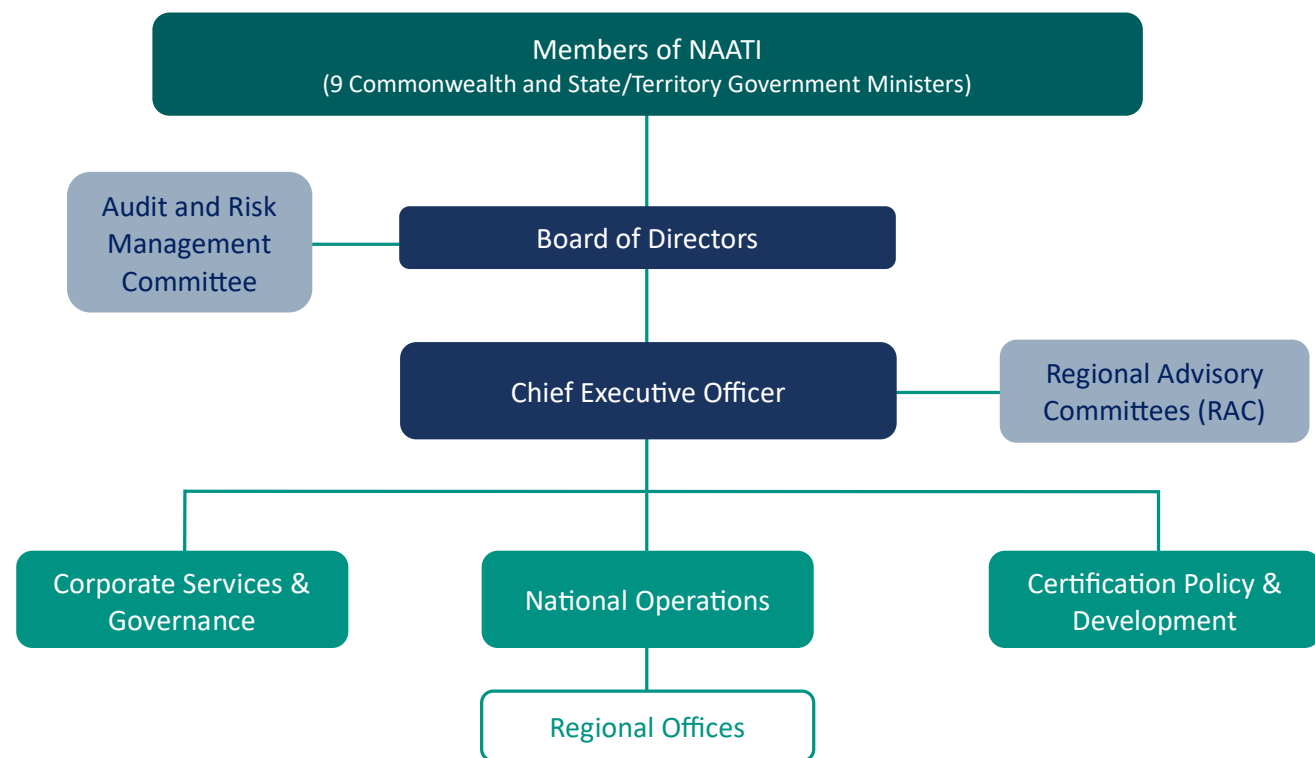 Members of NAATI
(9 Commonwealth and State/Territory Government Ministers)
Audit and Risk
Management
Committee
Board of Directors
Chief Executive Officer
Regional Advisory
Committees (RAC)
Corporate Services &
Governance
National Operations
Certification Policy &
Development
Regional Offices